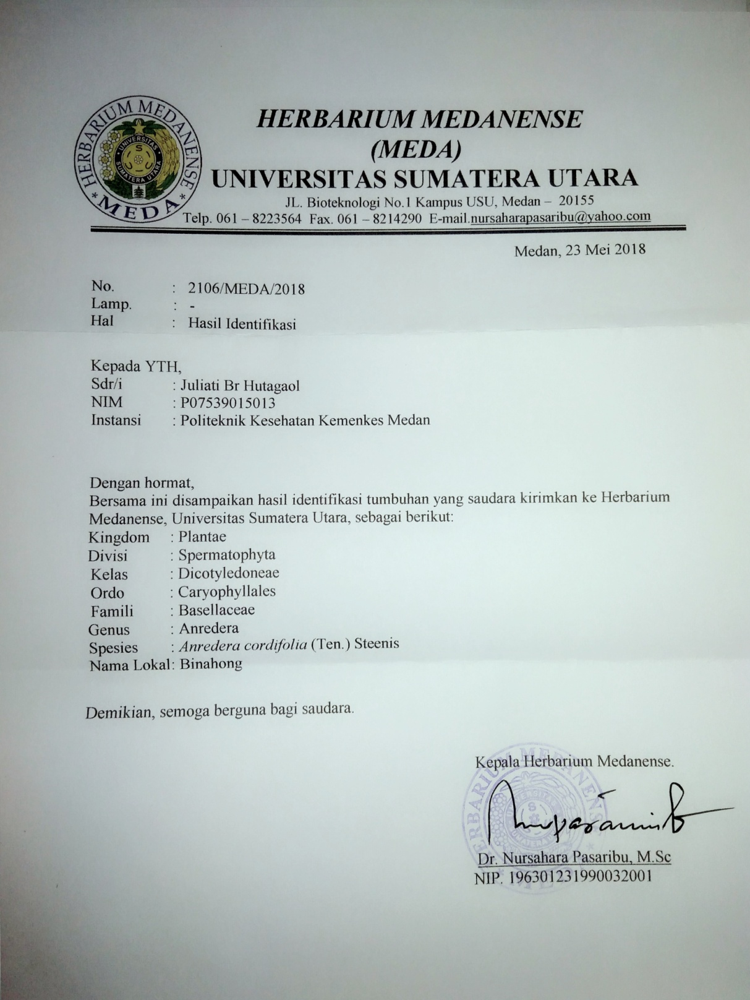 HERBARIUM MEDANENSE
* MEDA *
UNIVERSITAS
SUMATERA UTARA
HERBARIUM MEDANENSE
(MEDA)
UNIVERSITAS SUMATERA UTARA
JL. Bioteknologi No.1 Kampus USU, Medan – 20155
Telp. 061 – 8223564 Fax. 061 – 8214290 E-mail.nursaharapasaribu@yahoo.com
Medan, 23 Mei 2018
No. : 2106/MEDA/2018
Lamp. : -
Hal : Hasil Identifikasi
Kepada YTH,
Sdr/i : Juliati Br Hutagaol
NIM : P07539015013
Instansi : Politeknik Kesehatan Kemenkes Medan
Dengan hormat,
Bersama ini disampaikan hasil identifikasi tumbuhan yang saudara kirimkan ke Herbarium
Medanense, Universitas Sumatera Utara, sebagai berikut:
Kingdom : Plantae
Divisi : Spermatophyta
Kelas : Dicotyledoneae
Ordo : Caryophyllales
Famili : Basellaceae
Genus : Anredera
Spesies : Anredera cordifolia (Ten.) Steenis
Nama Lokal: Binahong
Demikian, semoga berguna bagi saudara.
Kepala Herbarium Medanense.
HERBARIUM MEDANENSE
Dr. Nursahara Pasaribu, M.Sc
NIP. 196301231990032001